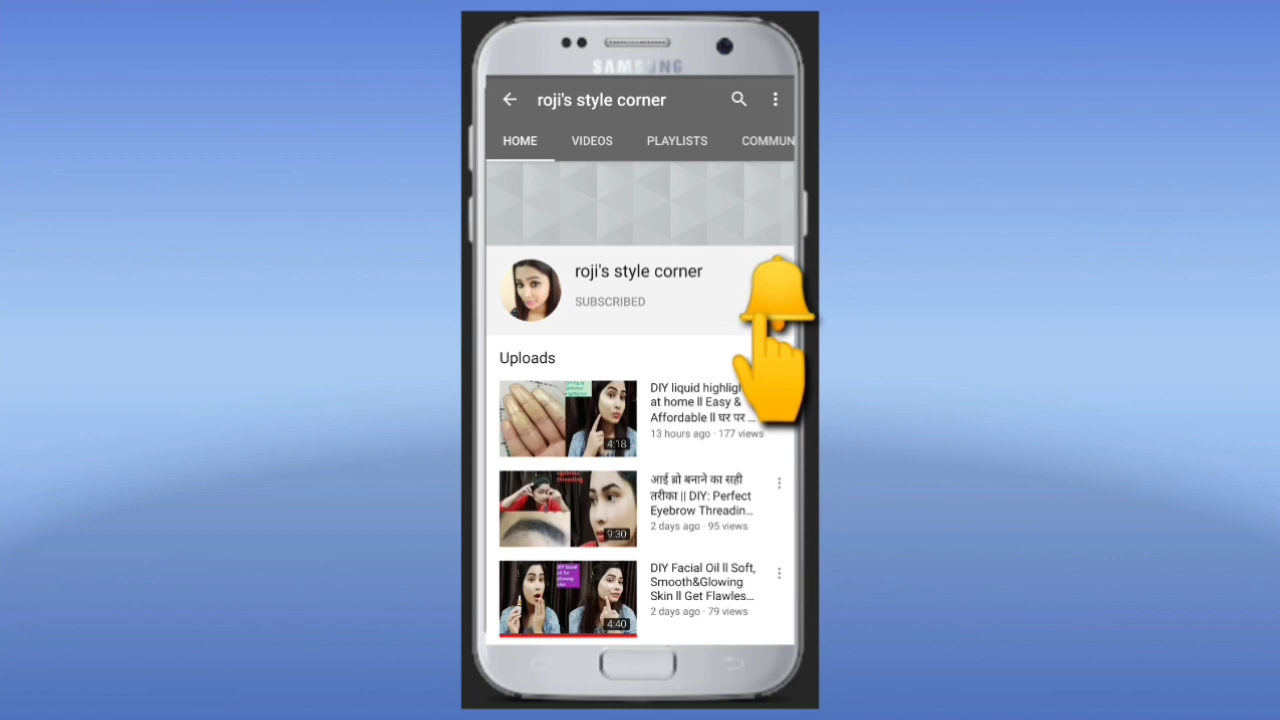 SAMSUNG
roji's style corner
HOME VIDEOS PLAYLISTS COMMUN
roji's style corner
SUBSCRIBED
Uploads
DIY liquid highlig
at home ll Easy &
Affordable ll घर पर ...
13 hours ago · 177 views
4:18
आई ब्रो बनाने का सही
तरीका || DIY: Perfect
Eyebrow Threadin...
2 days ago · 95 views
9:30
DIY Facial Oil ll Soft,
Smooth&Glowing
Skin ll Get Flawles...
2 days ago · 79 views
4:40